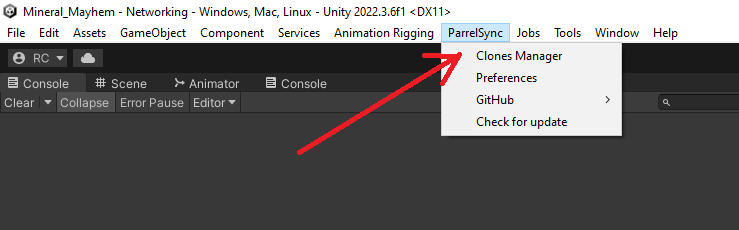 Mineral_Mayhem - Networking - Windows, Mac, Linux - Unity 2022.3.6f1 <DX11>
File Edit Assets GameObject Component Services Animation Rigging ParrelSync Jobs Tools Window Help
RC
Clones Manager
Preferences
GitHub
Check for update
Console Scene Animator Console
Clear Collapse Error Pause Editor